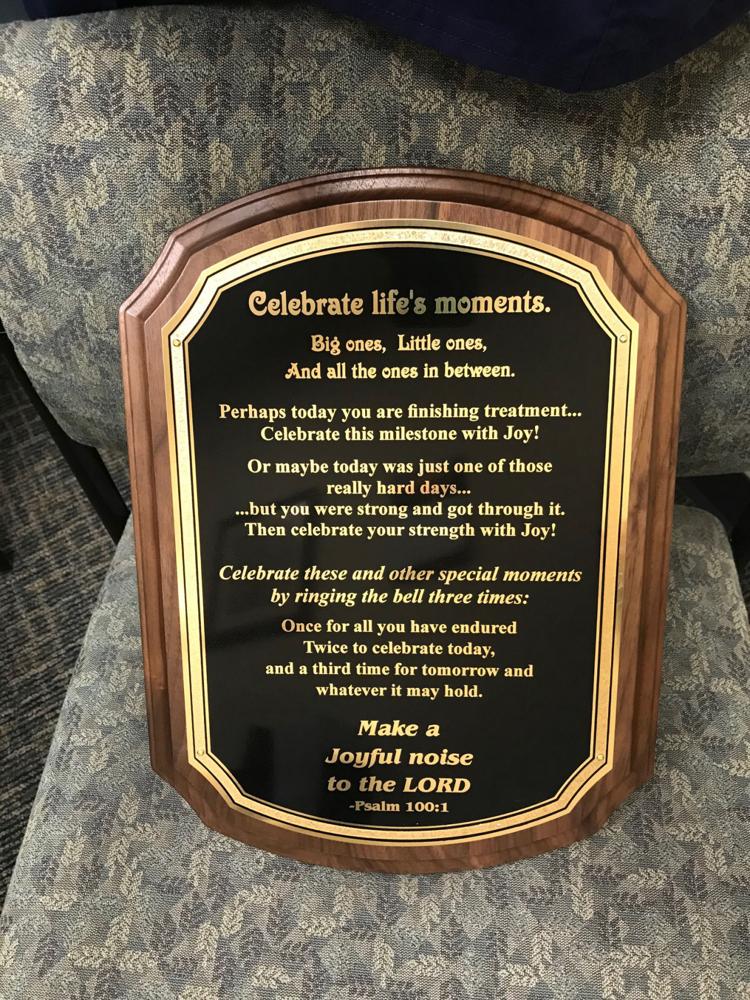 Celebrate life's moments.
Big ones, Little ones,
And all the ones in between.
Perhaps today you are finishing treatment...
Celebrate this milestone with Joy!
Or maybe today was just one of those
really hard days...
...but you were strong and got through it.
Then celebrate your strength with Joy!
Celebrate these and other special moments
by ringing the bell three times:
Once for all you have endured
Twice to celebrate today,
and a third time for tomorrow and
whatever it may hold.
Make a
Joyful noise
to the LORD
-Psalm 100:1